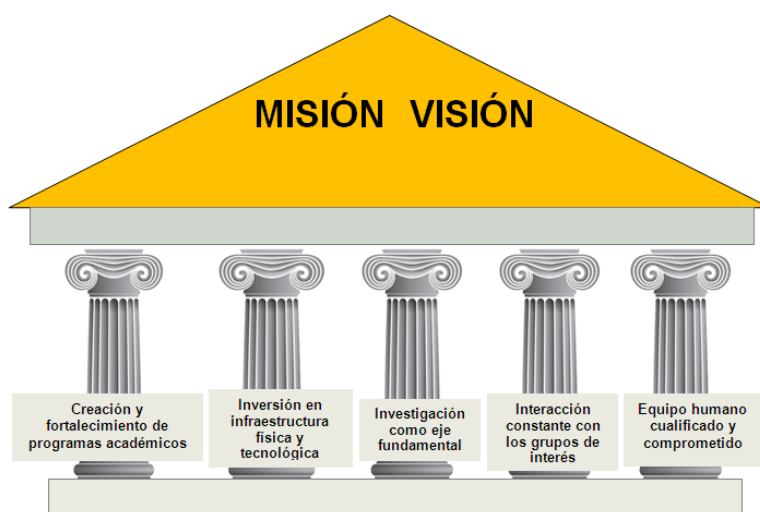 MISIÓN VISIÓN
Creación y
fortalecimiento de
programas académicos
Inversión en
infraestructura
física y
tecnológica
Investigación
como eje
fundamental
Interacción
constante con
los grupos de
interés
Equipo humano
cualificado y
comprometido